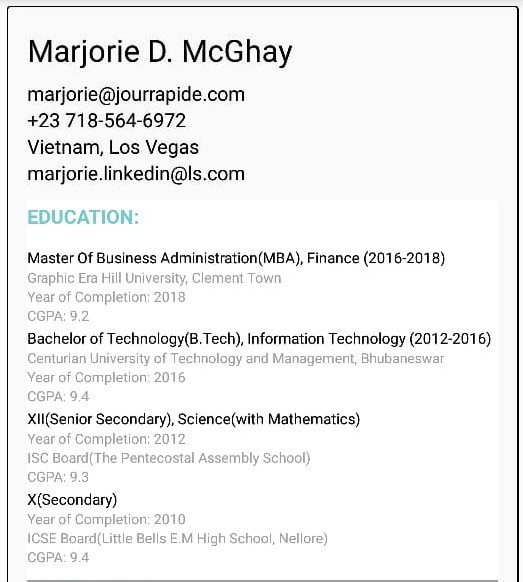 Marjorie D. McGhay
marjorie@jourrapide.com
+23 718-564-6972
Vietnam, Los Vegas
marjorie.linkedin@ls.com
EDUCATION:
Master Of Business Administration(MBA), Finance (2016-2018)
Graphic Era Hill University, Clement Town
Year of Completion: 2018
CGPA: 9.2
Bachelor of Technology(B.Tech), Information Technology (2012-2016)
Centurian University of Technology and Management, Bhubaneswar
Year of Completion: 2016
CGPA: 9.4
XII(Senior Secondary), Science(with Mathematics)
Year of Completion: 2012
ISC Board(The Pentecostal Assembly School)
CGPA: 9.3
X(Secondary)
Year of Completion: 2010
ICSE Board(Little Bells E.M High School, Nellore)
CGPA: 9.4